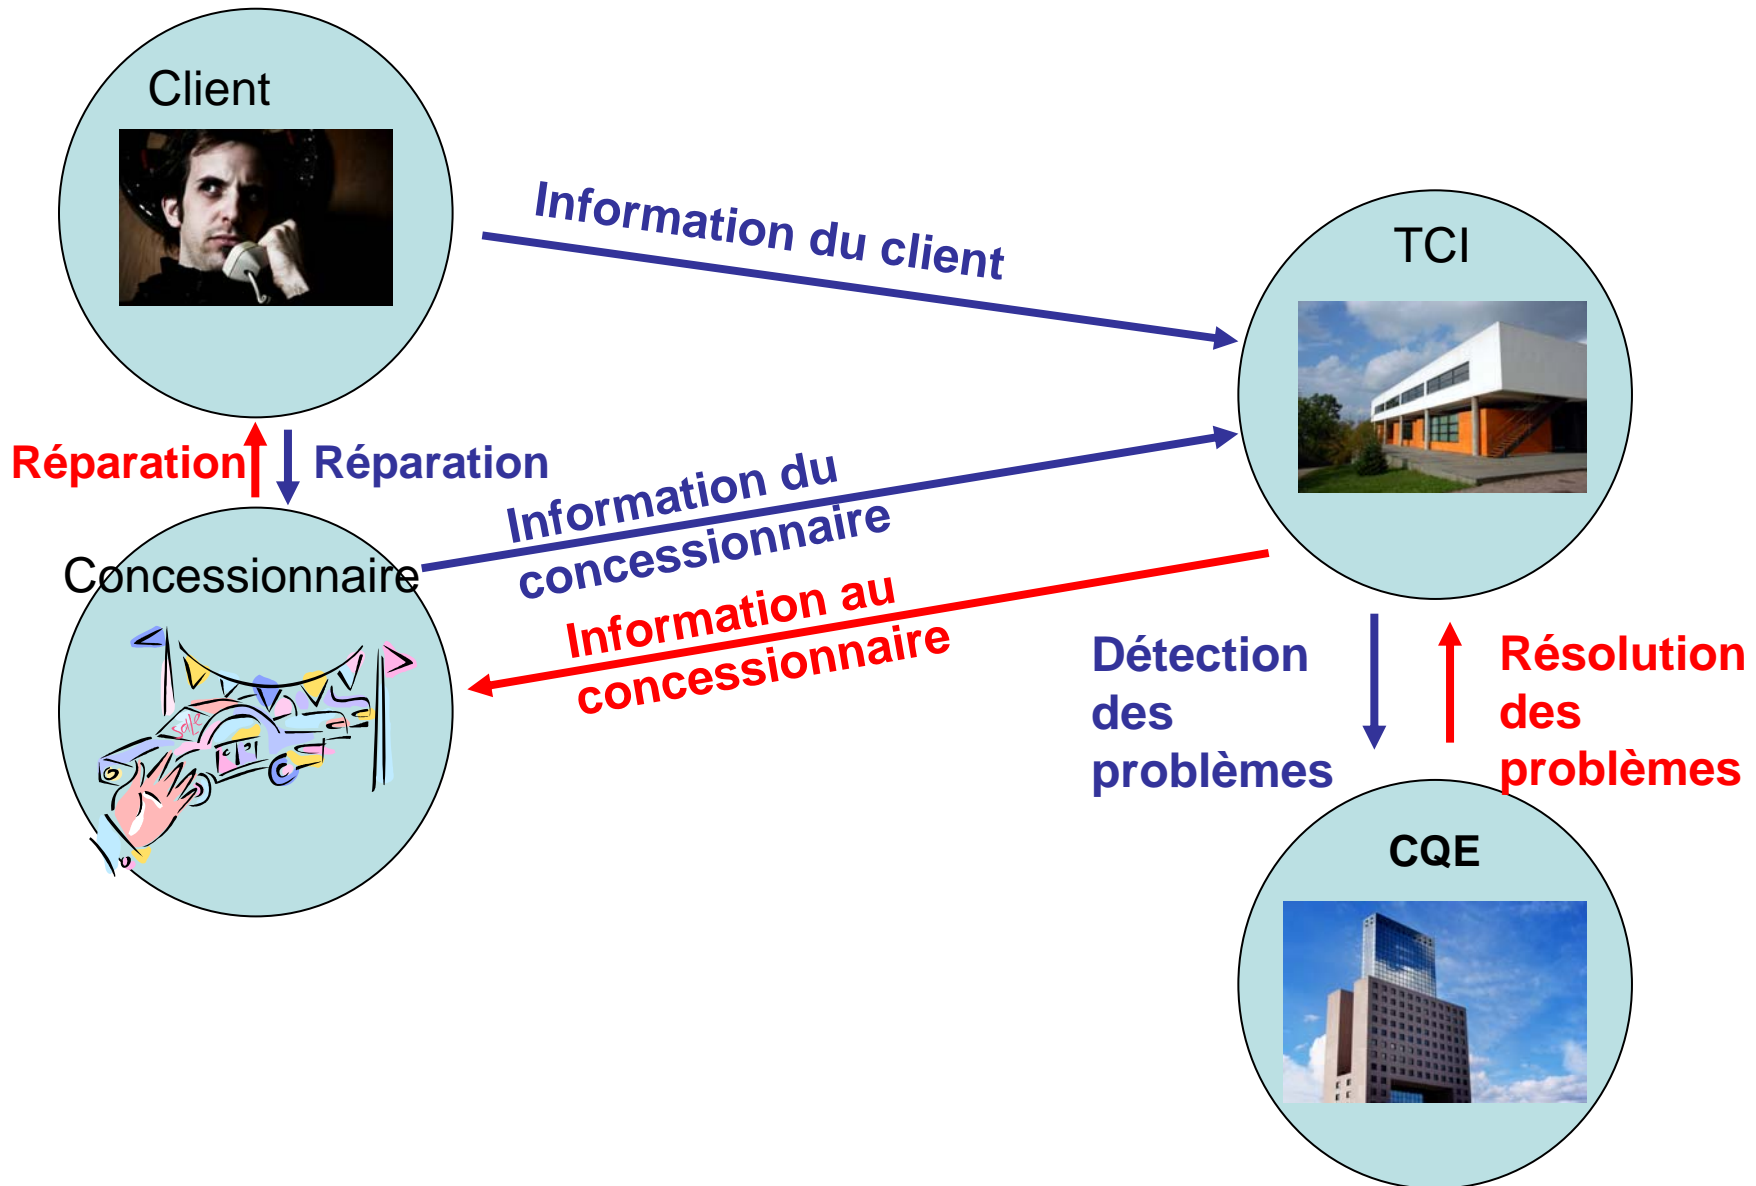 Client
Information du client
TCI
Réparation
Réparation
Information du
concessionnaire
Concessionnaire
Information au
concessionnaire
Sale
Détection
des
problèmes
Résolution
des
problèmes
CQE